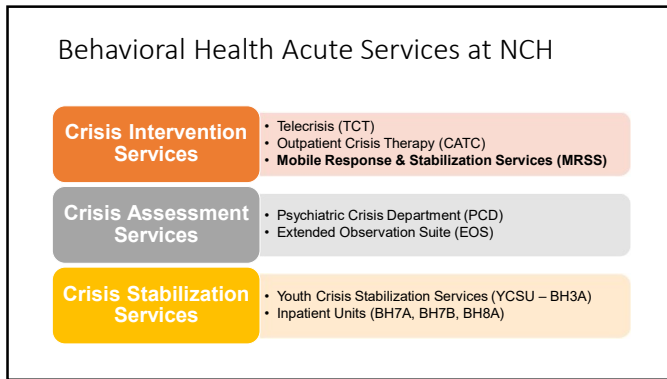 Behavioral Health Acute Services at NCH
Crisis Intervention
Services
• Telecrisis (TCT)
• Outpatient Crisis Therapy (CATC)
• Mobile Response & Stabilization Services (MRSS)
Crisis Assessment
Services
• Psychiatric Crisis Department (PCD)
• Extended Observation Suite (EOS)
Crisis Stabilization
Services
• Youth Crisis Stabilization Services (YCSU – BH3A)
• Inpatient Units (BH7A, BH7B, BH8A)